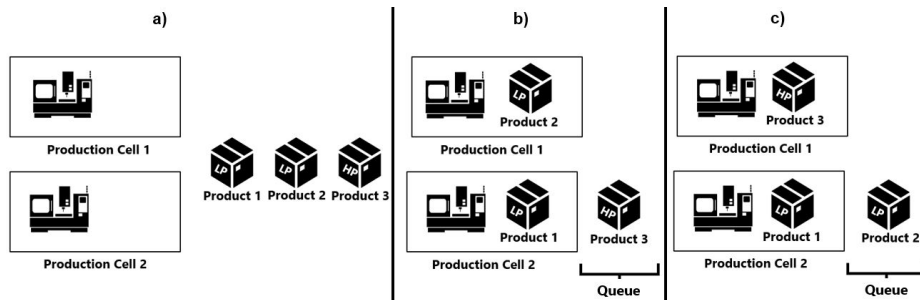 a)
Production Cell 1
LP
LP
HP
Product 1
Product 2
Product 3
Production Cell 2
b)
LP
Product 2
Production Cell 1
LP
Product 1
HP
Product 3
Production Cell 2
Queue
c)
HP
Product 3
Production Cell 1
LP
Product 1
LP
Product 2
Production Cell 2
Queue